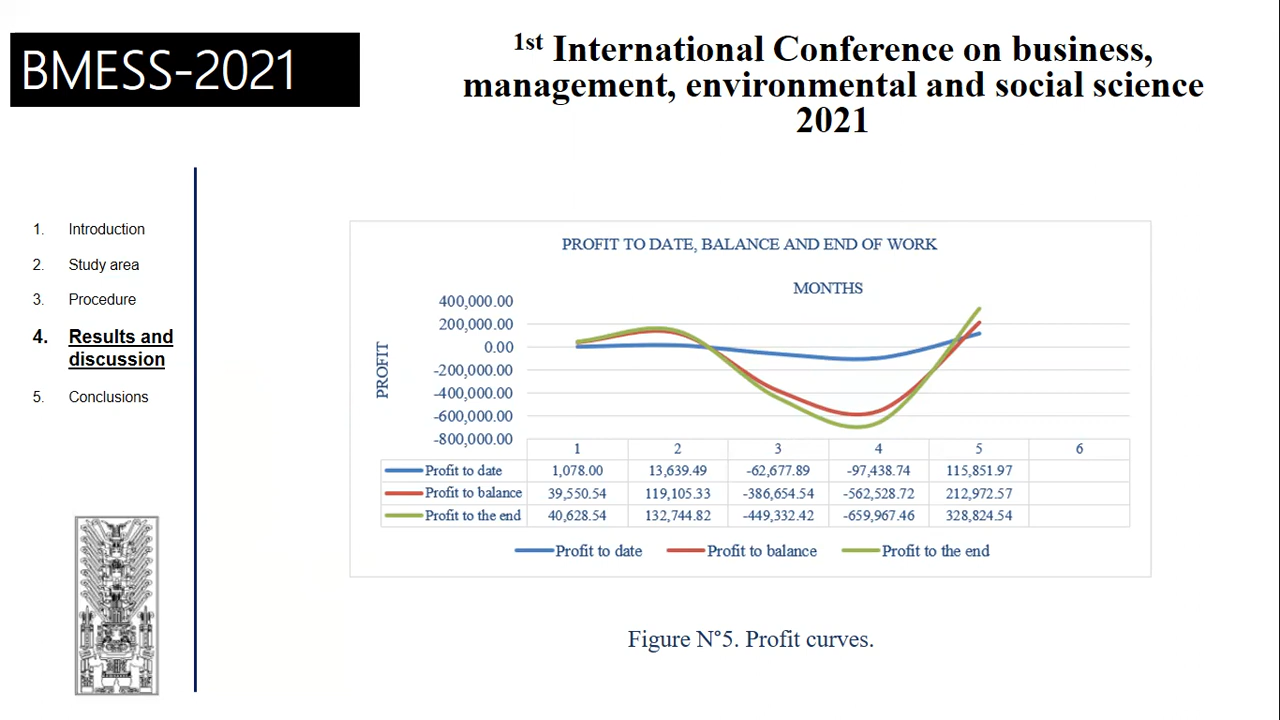 BMESS-2021
1st International Conference on business,
management, environmental and social science
2021
1. Introduction
2. Study area
3. Procedure
4. Results and
discussion
5. Conclusions
PROFIT TO DATE, BALANCE AND END OF WORK
MONTHS
PROFIT
400,000.00
200,000.00
0.00
-200,000.00
-400,000.00
-600,000.00
-800,000.00
1 2 3 4 5 6
Profit to date 1,078.00 13,639.49 -62,677.89 -97,438.74 115,851.97
Profit to balance 39,550.54 119,105.33 -386,654.54 -562,528.72 212,972.57
Profit to the end 40,628.54 132,744.82 -449,332.42 -659,967.46 328,824.54
Profit to date Profit to balance Profit to the end
Figure N°5. Profit curves.